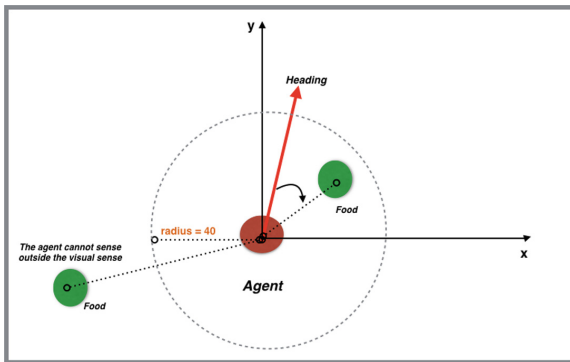 y
Heading
Food
radius = 40
The agent cannot sense
outside the visual sense
x
Agent
Food